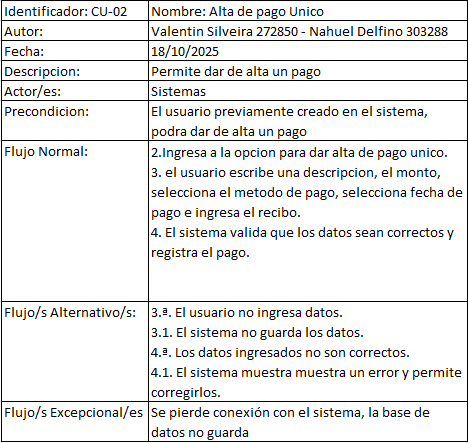 Identificador: CU-02 Nombre: Alta de pago Unico
Autor: Valentin Silveira 272850 - Nahuel Delfino 303288
Fecha: 18/10/2025
Descripcion: Permite dar de alta un pago
Actor/es: Sistemas
Precondicion: El usuario previamente creado en el sistema,
podra dar de alta un pago
Flujo Normal: 2.Ingresa a la opcion para dar alta de pago unico.
3. el usuario escribe una descripcion, el monto,
selecciona el metodo de pago, selecciona fecha de
pago e ingresa el recibo.
4. El sistema valida que los datos sean correctos y
registra el pago.
Flujo/s Alternativo/s: 3.ª. El usuario no ingresa datos.
3.1. El sistema no guarda los datos.
4.ª. Los datos ingresados no son correctos.
4.1. El sistema muestra muestra un error y permite
corregirlos.
Flujo/s Excepcional/es Se pierde conexión con el sistema, la base de
datos no guarda